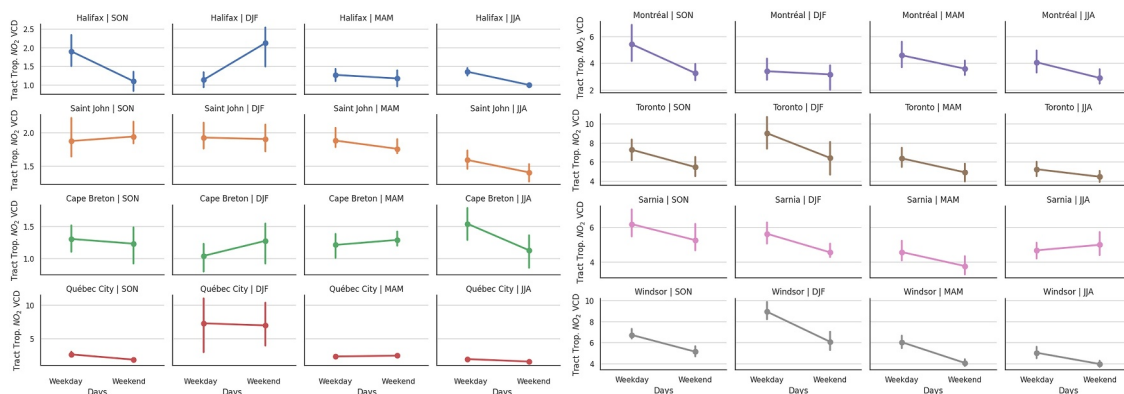 Halifax | SON Halifax | DJF Halifax | MAM Halifax | JJA
Tract Trop. NO2 VCD
2.5
2.0
1.5
1.0
Saint John | SON Saint John | DJF Saint John | MAM Saint John | JJA
Tract Trop. NO2 VCD
2.0
1.5
Cape Breton | SON Cape Breton | DJF Cape Breton | MAM Cape Breton | JJA
Tract Trop. NO2 VCD
1.5
1.0
Québec City | SON Québec City | DJF Québec City | MAM Québec City | JJA
Tract Trop. NO2 VCD
10
5
Weekday Weekend Weekday Weekend Weekday Weekend Weekday Weekend
Days Days Days Days
Montréal | SON Montréal | DJF Montréal | MAM Montréal | JJA
Tract Trop. NO2 VCD
6
4
2
Toronto | SON Toronto | DJF Toronto | MAM Toronto | JJA
Tract Trop. NO2 VCD
10
8
6
4
Sarnia | SON Sarnia | DJF Sarnia | MAM Sarnia | JJA
Tract Trop. NO2 VCD
6
4
Windsor | SON Windsor | DJF Windsor | MAM Windsor | JJA
Tract Trop. NO2 VCD
10
8
6
4
Weekday Weekend Weekday Weekend Weekday Weekend Weekday Weekend
Days Days Days Days